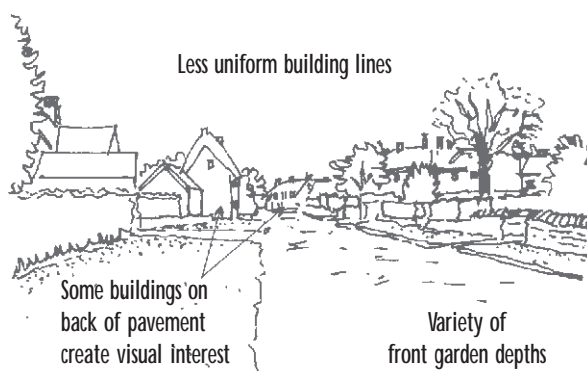 Less uniform building lines
Some buildings on
back of pavement
create visual interest
Variety of
front garden depths